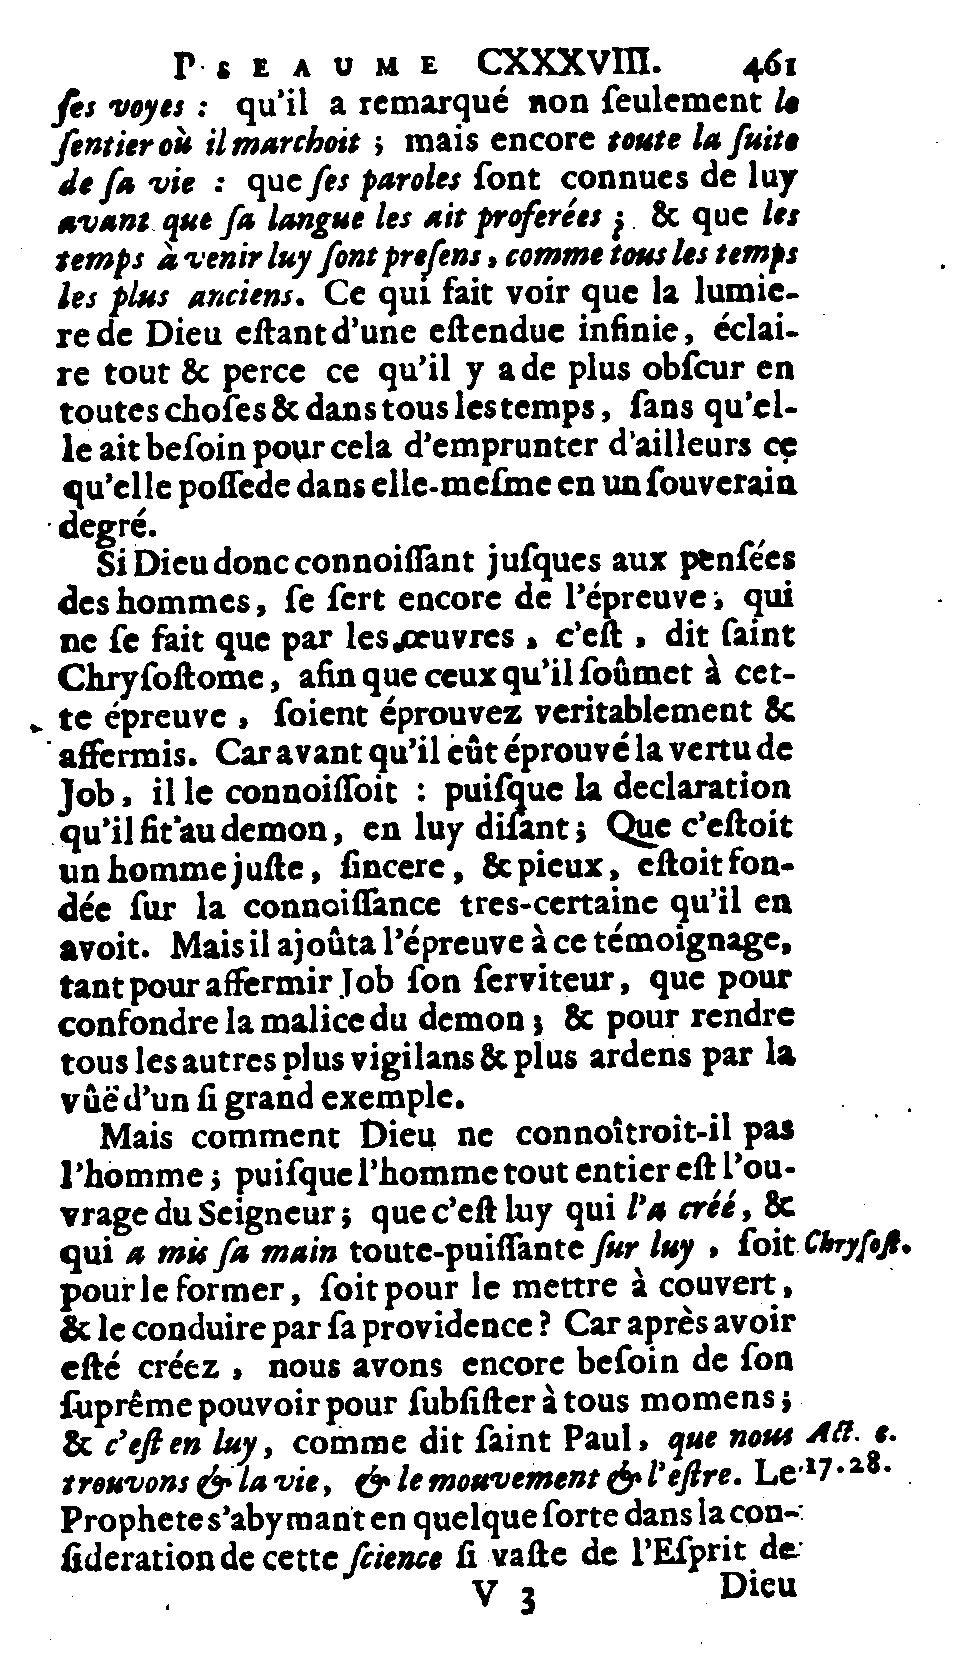 PSEAUME CXXXVIII. 461
ſes voyes : qu'il a remarqué non ſeulement le
ſentier où il marchoit ; mais encore toute la ſuite
de ſa vie : que ſes paroles ſont connues de luy
avant que ſa langue les ait proferées ; & que les
temps à venir luy ſont preſens, comme tous les temps
les plus anciens. Ce qui fait voir que la lumie-
re de Dieu eſtant d'une eſtendue infinie, éclai-
re tout & perce ce qu'il y a de plus obſcur en
toutes choſes & dans tous les temps, ſans qu'el-
le ait beſoin pour cela d'emprunter d'ailleurs ce
qu'elle poſſede dans elle-meſme en un ſouverain
degré.
Si Dieu donc connoiſſant juſques aux penſées
des hommes, ſe ſert encore de l'épreuve, qui
ne ſe fait que par les œuvres, c'eſt, dit ſaint
Chryſoſtome, afin que ceux qu'il ſoûmet à cet-
te épreuve, ſoient éprouvez veritablement &
affermis. Car avant qu'il eût éprouvé la vertu de
Job, il le connoiſſoit : puiſque la declaration
qu'il fit au demon, en luy diſant ; Que c'eſtoit
un homme juſte, ſincere, & pieux, eſtoit fon-
dée ſur la connoiſſance tres-certaine qu'il en
avoit. Mais il ajoûta l'épreuve à ce témoignage,
tant pour affermir Job ſon ſerviteur, que pour
confondre la malice du demon ; & pour rendre
tous les autres plus vigilans & plus ardens par la
vûë d'un ſi grand exemple.
Mais comment Dieu ne connoîtroit-il pas
l'homme ; puiſque l'homme tout entier eſt l'ou-
vrage du Seigneur ; que c'eſt luy qui l'a créé, &
qui a mis ſa main toute-puiſſante ſur luy, ſoit Chryſoſt.
pour le former, ſoit pour le mettre à couvert,
& le conduire par ſa providence ? Car après avoir
eſté créez, nous avons encore beſoin de ſon
ſuprême pouvoir pour ſubſiſter à tous momens ;
& c'eſt en luy, comme dit ſaint Paul, que nous Act. c.
trouvons & la vie, & le mouvement & l'eſtre. Le 17.28.
Prophete s'abymant en quelque ſorte dans la con-
ſideration de cette ſcience ſi vaſte de l'Eſprit de
V 3 Dieu